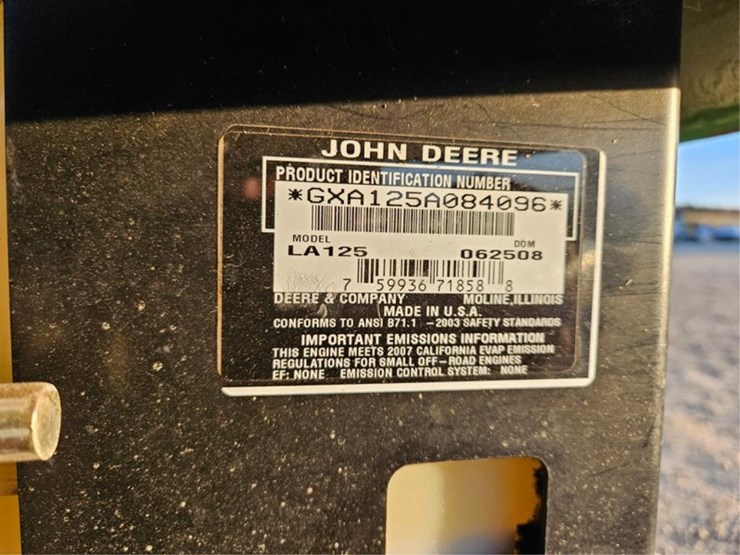 JOHN DEERE
PRODUCT IDENTIFICATION NUMBER
*GXA125A084096*
MODEL DOM
LA125 062508
7 59936 71858 8
DEERE & COMPANY MOLINE, ILLINOIS
MADE IN U.S.A.
CONFORMS TO ANSI B71.1 -2003 SAFETY STANDARDS
IMPORTANT EMISSIONS INFORMATION
THIS ENGINE MEETS 2007 CALIFORNIA EVAP EMISSION
REGULATIONS FOR SMALL OFF-ROAD ENGINES
EF: NONE EMISSION CONTROL SYSTEM: NONE